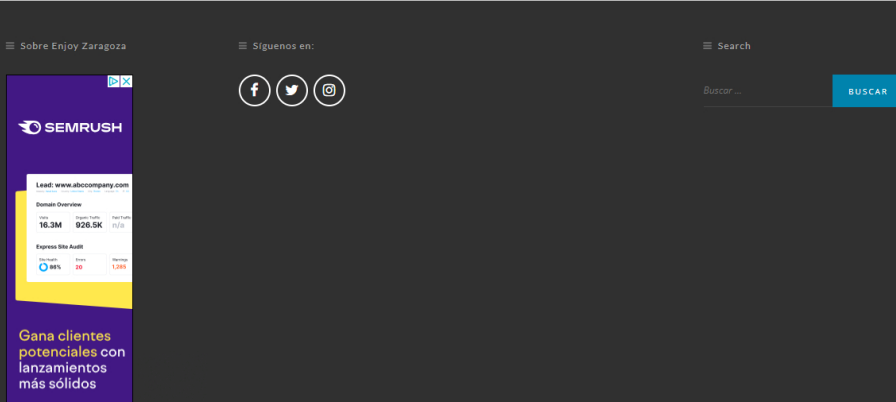 Sobre Enjoy Zaragoza
SEMRUSH
Lead: www.abccompany.com
Domain Overview
Visits
Organic Traffic
Paid Traffic
16.3M
926.5K
n/a
Express Site Audit
Site Health
Errors
Warnings
86%
20
1,285
Gana clientes
potenciales con
lanzamientos
más sólidos
Síguenos en:
Search
Buscar …
BUSCAR